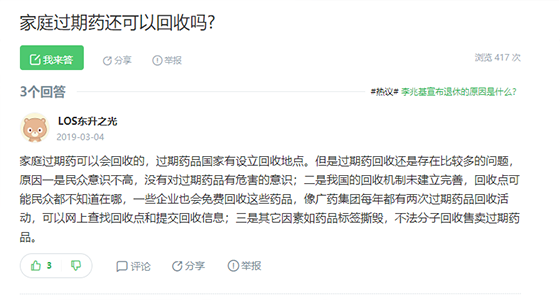 家庭过期药还可以回收吗?
我来答 分享 举报 浏览 417 次
3个回答 #热议# 李兆基宣布退休的原因是什么?
LOS东升之光
2019-03-04
家庭过期药可以会回收的，过期药品国家有设立回收地点。但是过期药回收还是存在比较多的问题，
原因一是民众意识不高，没有对过期药品有危害的意识；二是我国的回收机制未建立完善，回收点可
能民众都不知道在哪，一些企业也会免费回收这些药品，像广药集团每年都有两次过期药品回收活
动，可以网上查找回收点和提交回收信息；三是其它因素如药品标签撕毁，不法分子回收售卖过期药
品。
3 评论 分享 举报